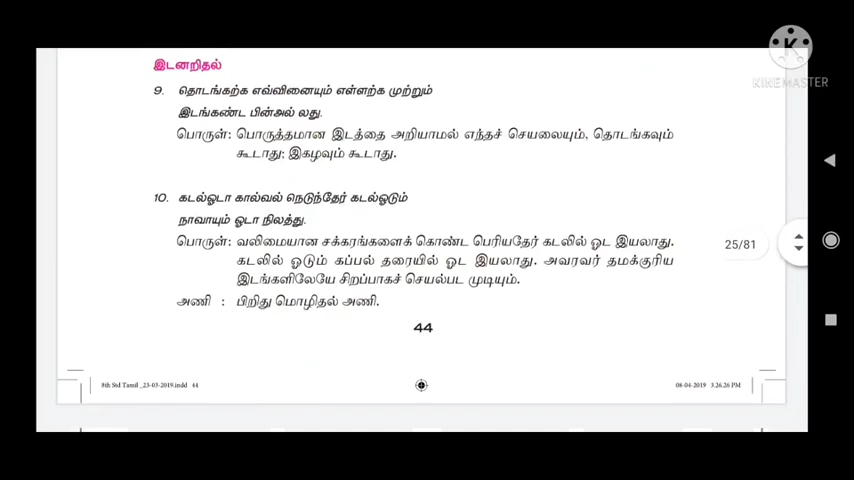 KINEMASTER
இடனறிதல்
9. தொடங்கற்க எவ்வினையும் எள்ளற்க முற்றும்
இடங்கண்ட பின்அல் லது.
பொருள்: பொருத்தமான இடத்தை அறியாமல் எந்தச் செயலையும், தொடங்கவும்
கூடாது; இகழவும் கூடாது.
10. கடல்ஓடா கால்வல் நெடுந்தேர் கடல்ஓடும்
நாவாயும் ஓடா நிலத்து.
பொருள்: வலிமையான சக்கரங்களைக் கொண்ட பெரியதேர் கடலில் ஓட இயலாது.
கடலில் ஓடும் கப்பல் தரையில் ஓட இயலாது. அவரவர் தமக்குரிய
இடங்களிலேயே சிறப்பாகச் செயல்பட முடியும்.
அணி : பிறிது மொழிதல் அணி.
25/81
44
8th Std Tamil _23-03-2019.indd 44
08-04-2019 3.26.26 PM